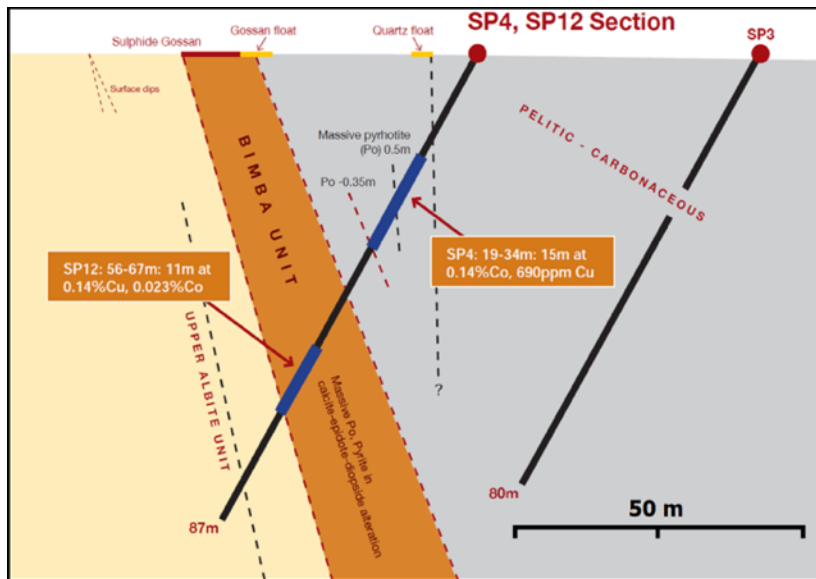 SP4, SP12 Section
Sulphide Gossan
Gossan float
Quartz float
SP3
Surface dips
PELITIC - CARBONACEOUS
Massive pyrhotite
(Po) 0.5m
Po -0.35m
BIMBA UNIT
SP12: 56-67m: 11m at
0.14%Cu, 0.023%Co
SP4: 19-34m: 15m at
0.14%Co, 690ppm Cu
UPPER ALBITE UNIT
Massive Po, Pyrite in
calcite-epidote-diopside alteration
?
87m
80m
50 m